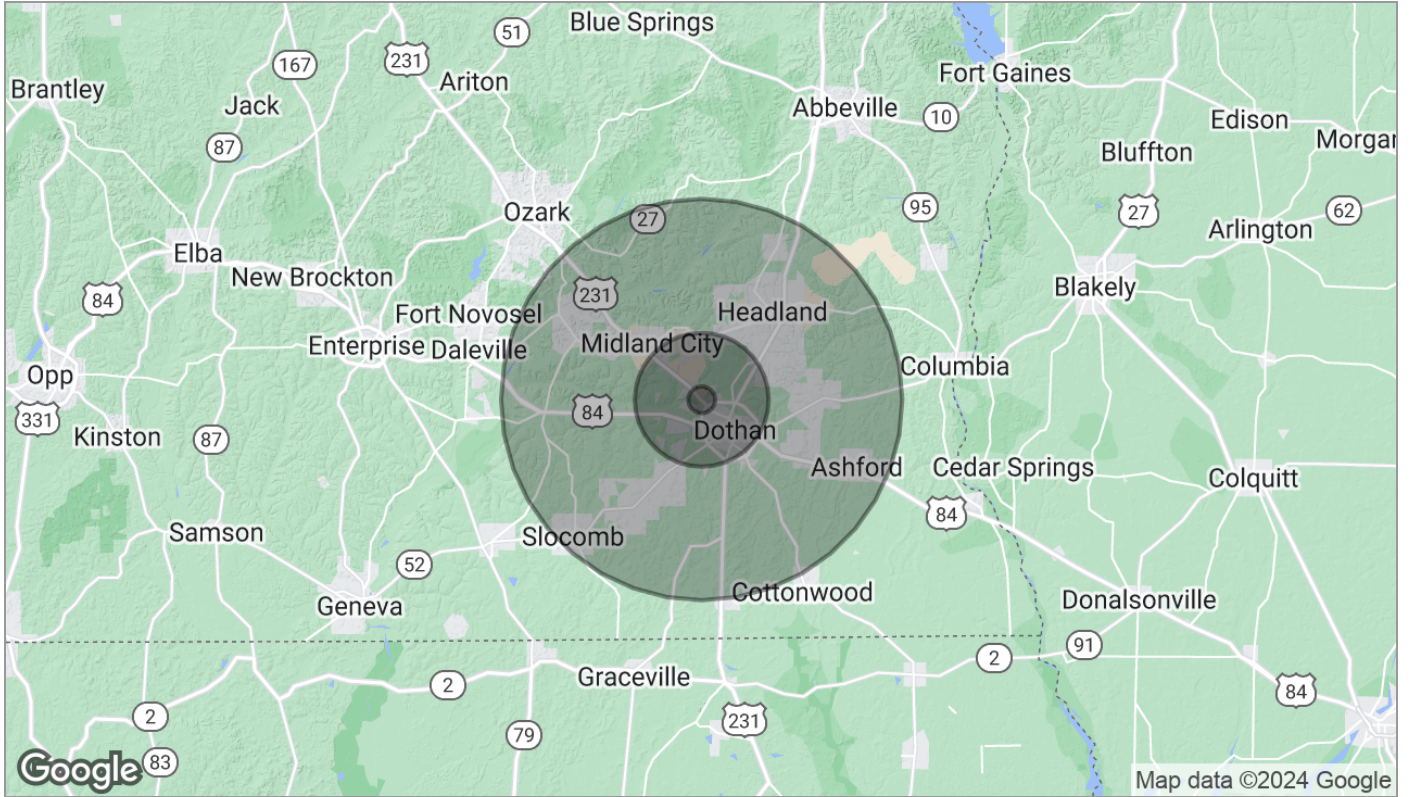 Blue Springs
51
231
167
Brantley
Ariton
Fort Gaines
Jack
Abbeville
10
Edison
87
Morgar
Bluffton
Ozark
27
95
27
62
Arlington
Elba
New Brockton
Blakely
84
231
Fort Novosel
Headland
Enterprise
Daleville
Midland City
Columbia
Opp
331
84
Kinston
87
Dothan
Ashford
Cedar Springs
Colquitt
84
Samson
Slocomb
52
Geneva
Cottonwood
Donalsonville
91
2
2
Graceville
84
2
231
79
83
Google
Map data ©2024 Google